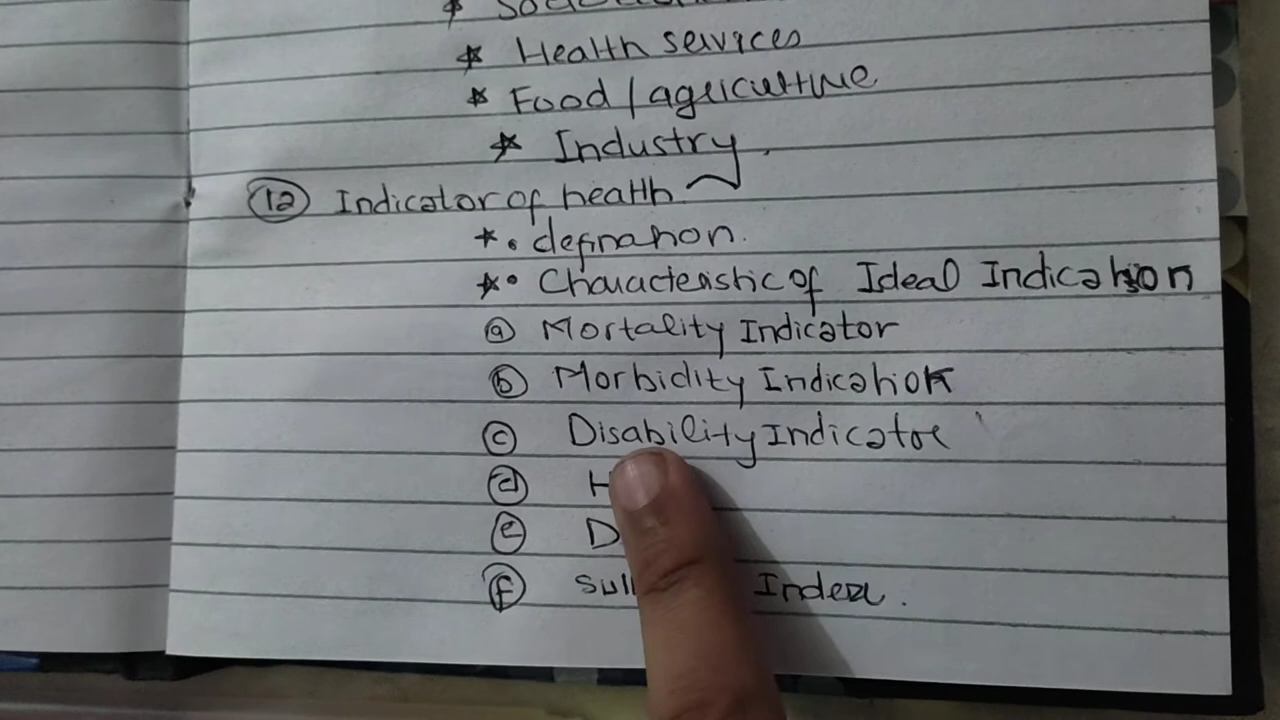 * Health services
* Food / agriculture
* Industry.
12 Indicator of health
*• defination.
*• Characteristic of Ideal Indication
a Mortality Indicator
b Morbidity Indicator
c Disability Indicator
d H
e D
f Sull Index.